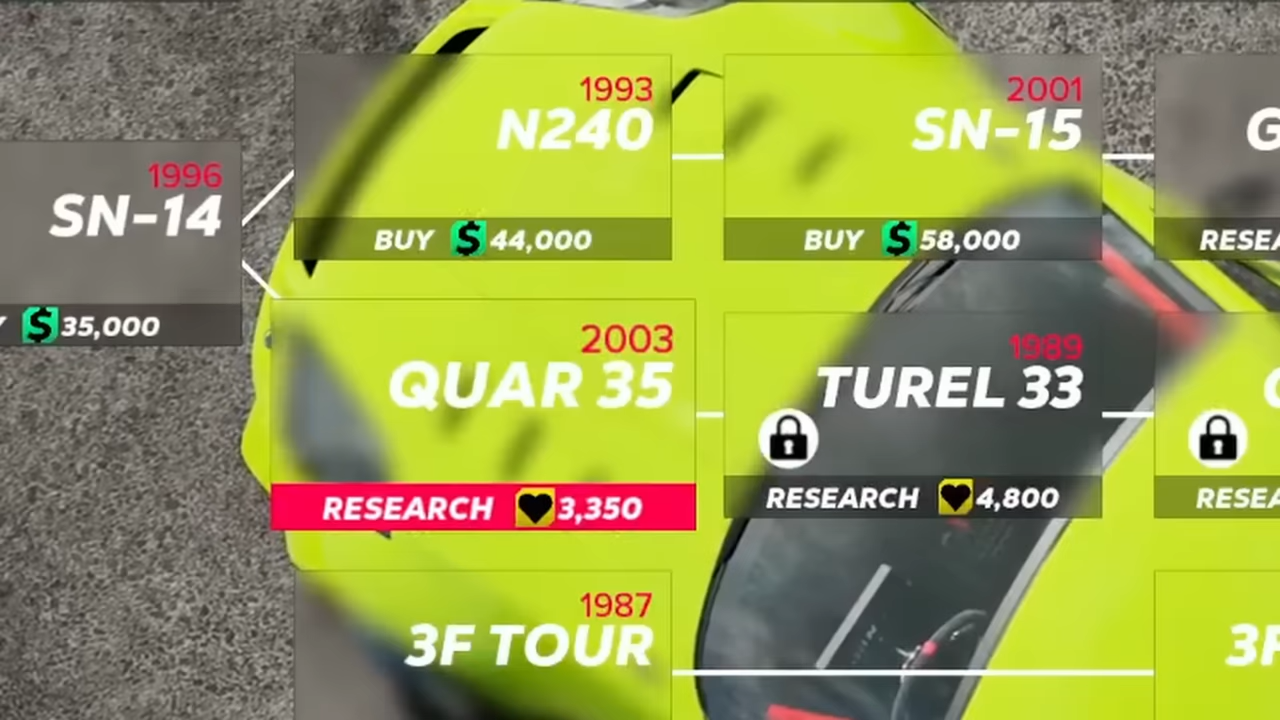 1996
SN-14
$ 35,000
1993
N240
BUY $ 44,000
2001
SN-15
BUY $ 58,000
2003
QUAR 35
RESEARCH 3,350
1989
TUREL 33
RESEARCH 4,800
1987
3F TOUR